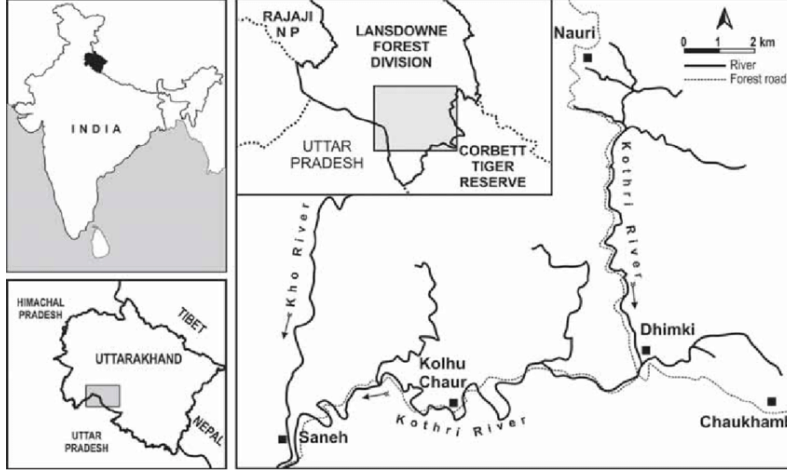 INDIA
HIMACHAL
PRADESH
TIBET
UTTARAKHAND
UTTAR
PRADESH
NEPAL
RAJAJI
N P
LANSDOWNE
FOREST
DIVISION
UTTAR
PRADESH
CORBETT
TIGER
RESERVE
Nauri
0 1 2 km
River
Forest road
Kothri River
Kho River
Dhimki
Kolhu
Chaur
Kothri River
Saneh
Chaukhamb